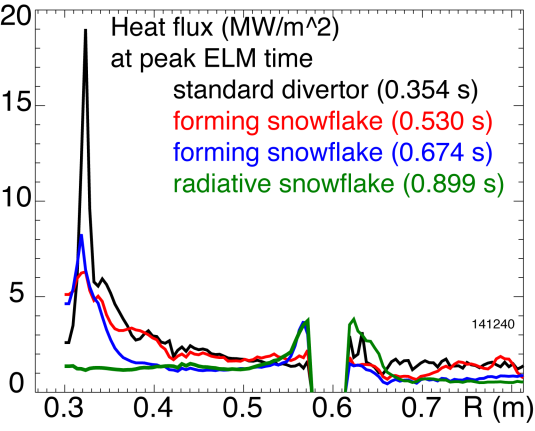 20
Heat flux (MW/m^2)
at peak ELM time
standard divertor (0.354 s)
15
forming snowflake (0.530 s)
forming snowflake (0.674 s)
radiative snowflake (0.899 s)
10
5
141240
0
0.3 0.4 0.5 0.6 0.7 R (m)